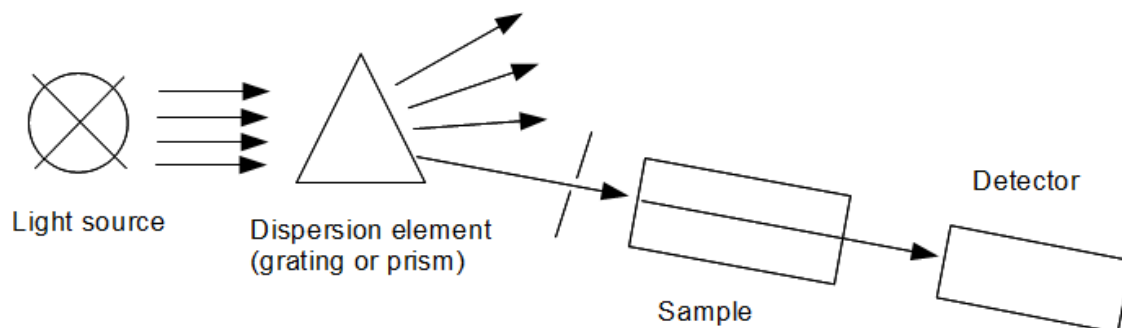 Light source
Dispersion element
(grating or prism)
Sample
Detector